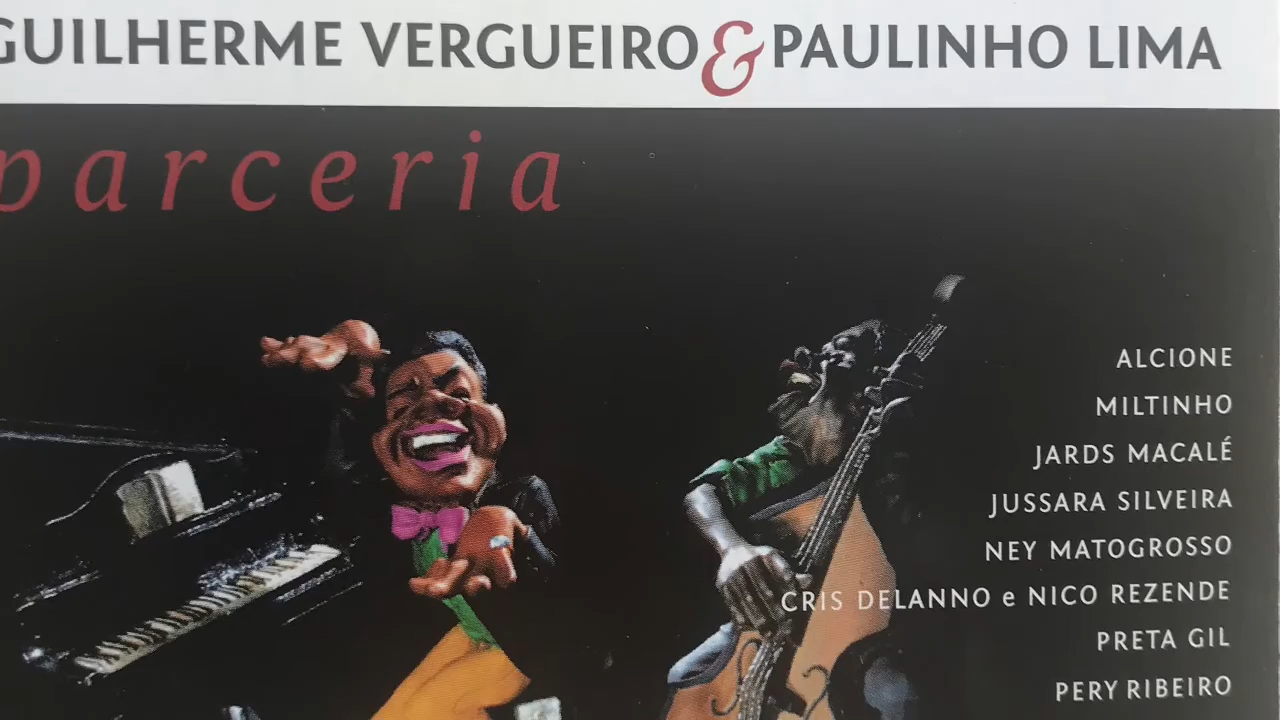 GUILHERME VERGUEIRO & PAULINHO LIMA
parceria
ALCIONE
MILTINHO
JARDS MACALÉ
JUSSARA SILVEIRA
NEY MATOGROSSO
CRIS DELANNO e NICO REZENDE
PRETA GIL
PERY RIBEIRO